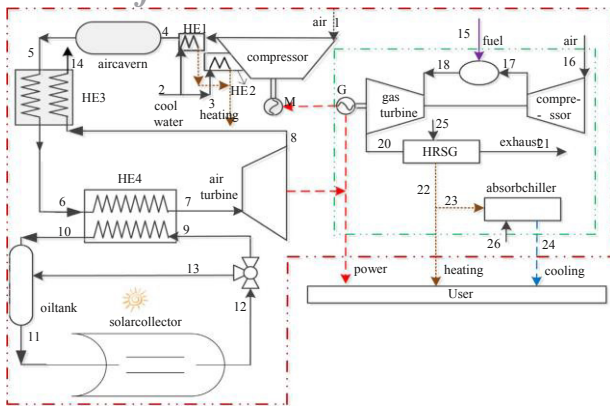 HE1
air
1
4
5
14
aircavern
compressor
15
fuel
air
18
17
16
HE3
2
3
HE2
cool
water
heating
M
G
gas
turbine
compre-
-ssor
8
25
20
HRSG
exhaust
21
HE4
air
turbine
22
23
absorbchiller
6
7
10
9
26
24
13
power
heating
cooling
User
oiltank
12
solarcollector
11